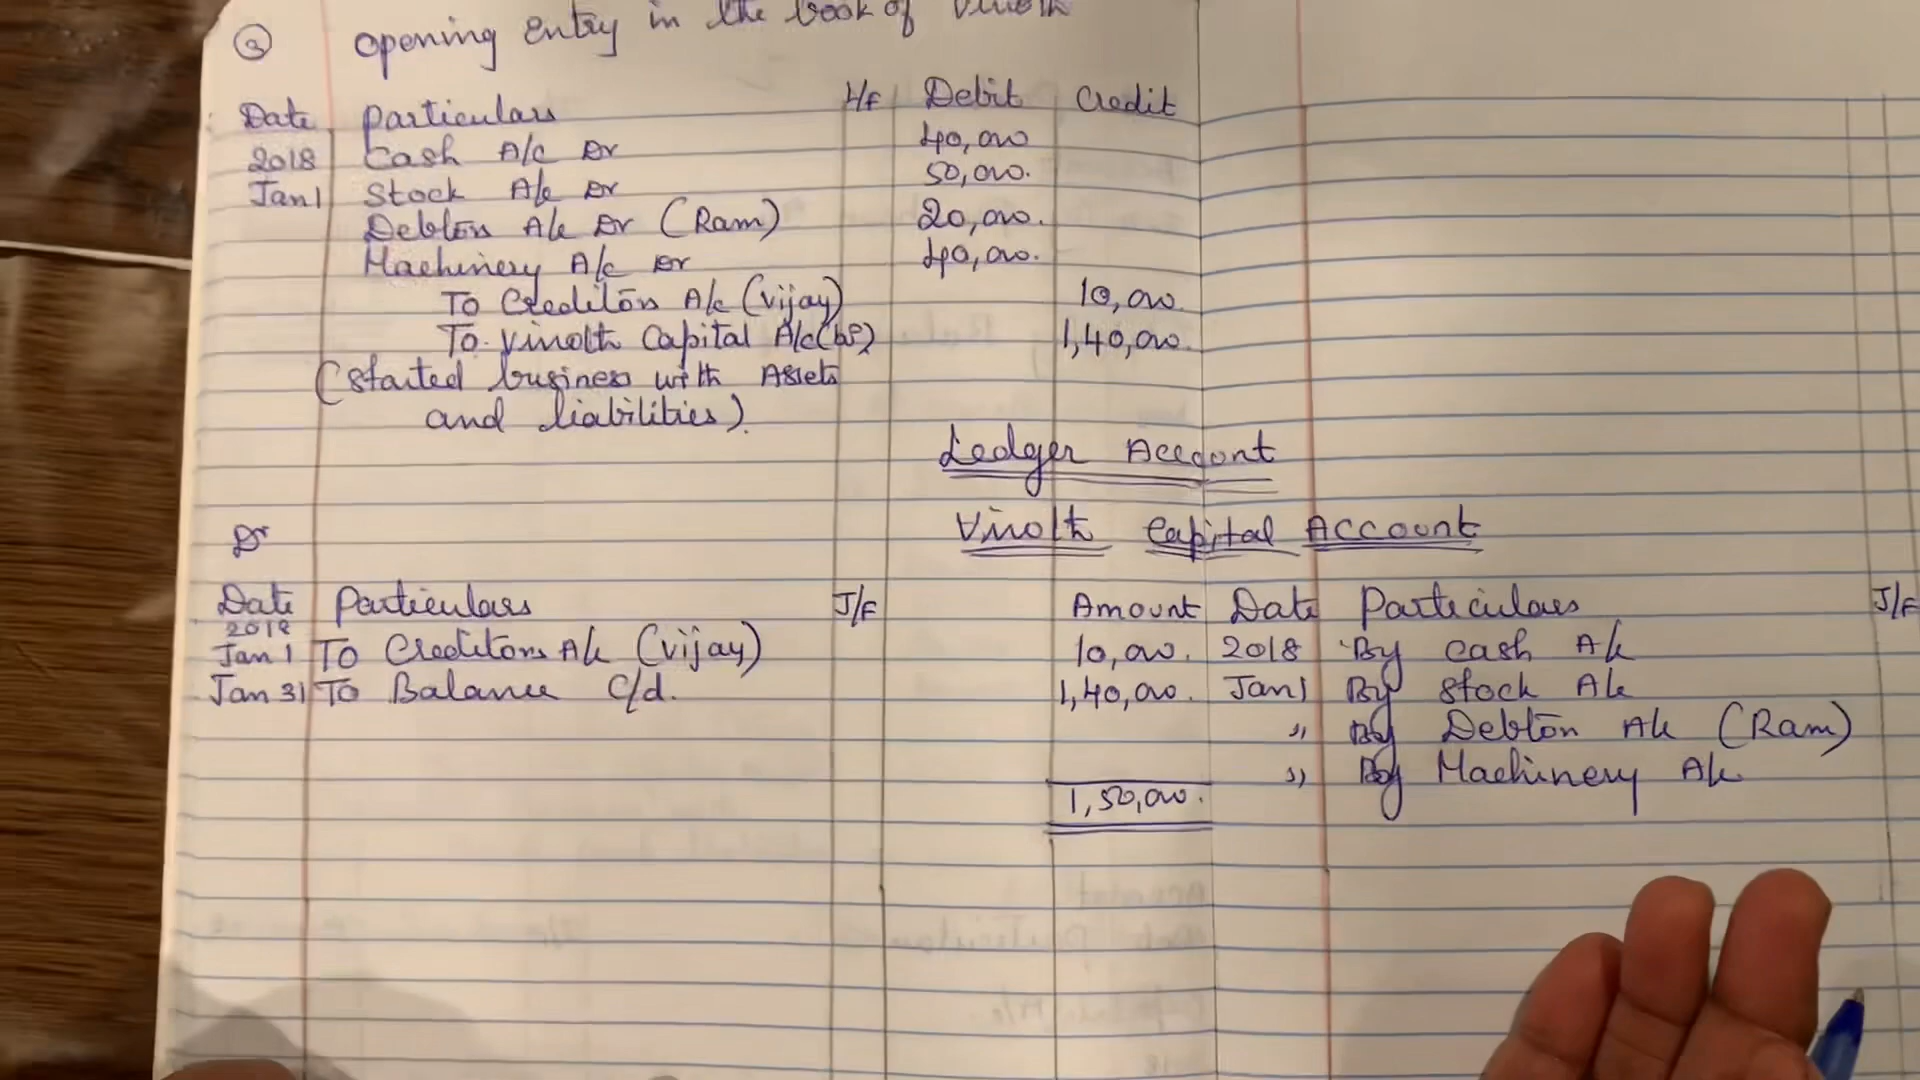 ③ Opening Entry in the book of Vinoth
Date Particulars L/F Debit Credit
2018 Cash A/c Dr 40,000
Jan 1 Stock A/c Dr 50,000.
Debtors A/c Dr (Ram) 20,000.
Machinery A/c Dr 40,000.
To Creditors A/c (Vijay) 10,000
To Vinoth Capital A/c (bf) 1,40,000.
(Started business with Assets
and liabilities).
Ledger Account
Dr Vinoth Capital Account
Date Particulars J/F Amount Date Particulars J/F
2018
Jan 1 To Creditors A/c (Vijay) 10,000. 2018 By Cash A/c
Jan 31 To Balance C/d. 1,40,000. Jan 1 By Stock A/c
" By Debtors A/c (Ram)
" By Machinery A/c
1,50,000.